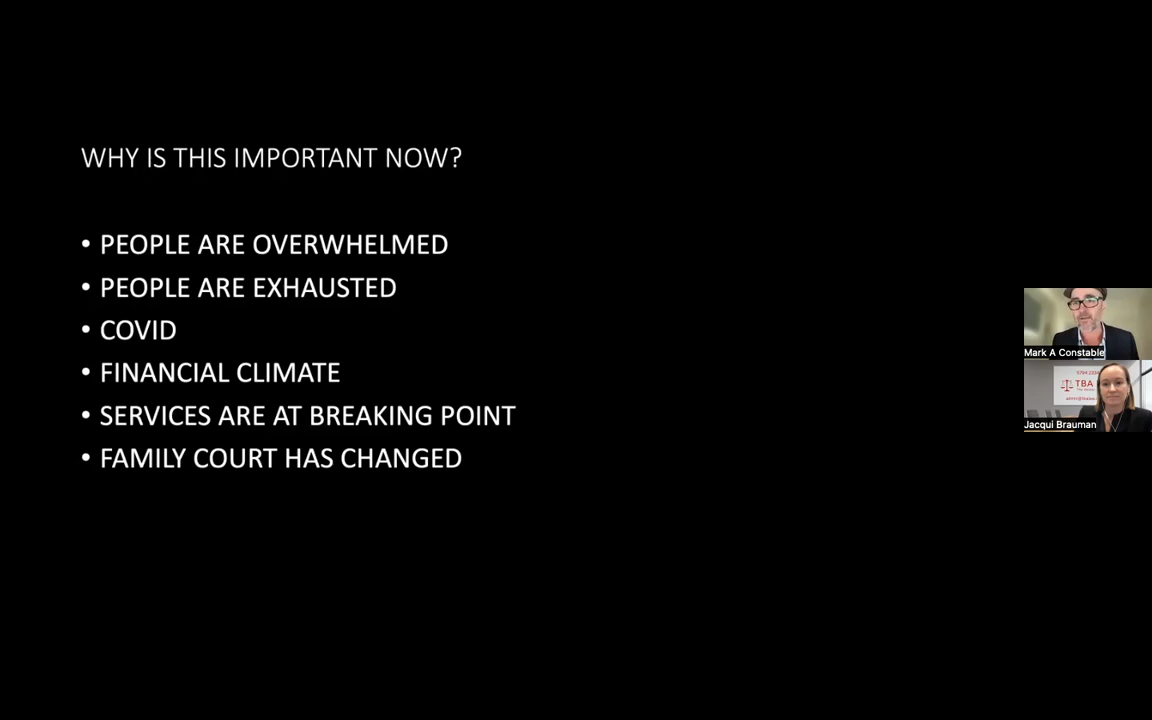 WHY IS THIS IMPORTANT NOW?
• PEOPLE ARE OVERWHELMED
• PEOPLE ARE EXHAUSTED
• COVID
• FINANCIAL CLIMATE
• SERVICES ARE AT BREAKING POINT
• FAMILY COURT HAS CHANGED
Mark A Constable
TBA
Jacqui Brauman